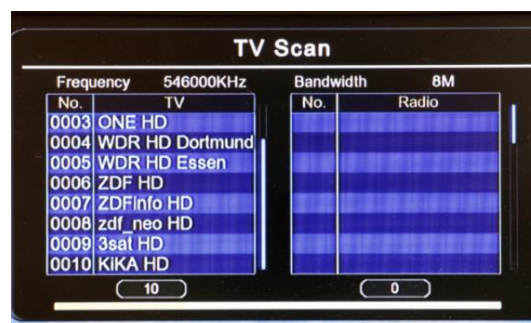 TV Scan
Frequency 546000KHz Bandwidth 8M
No. TV No. Radio
0003 ONE HD
0004 WDR HD Dortmund
0005 WDR HD Essen
0006 ZDF HD
0007 ZDFinfo HD
0008 zdf_neo HD
0009 3sat HD
0010 KiKA HD
10 0